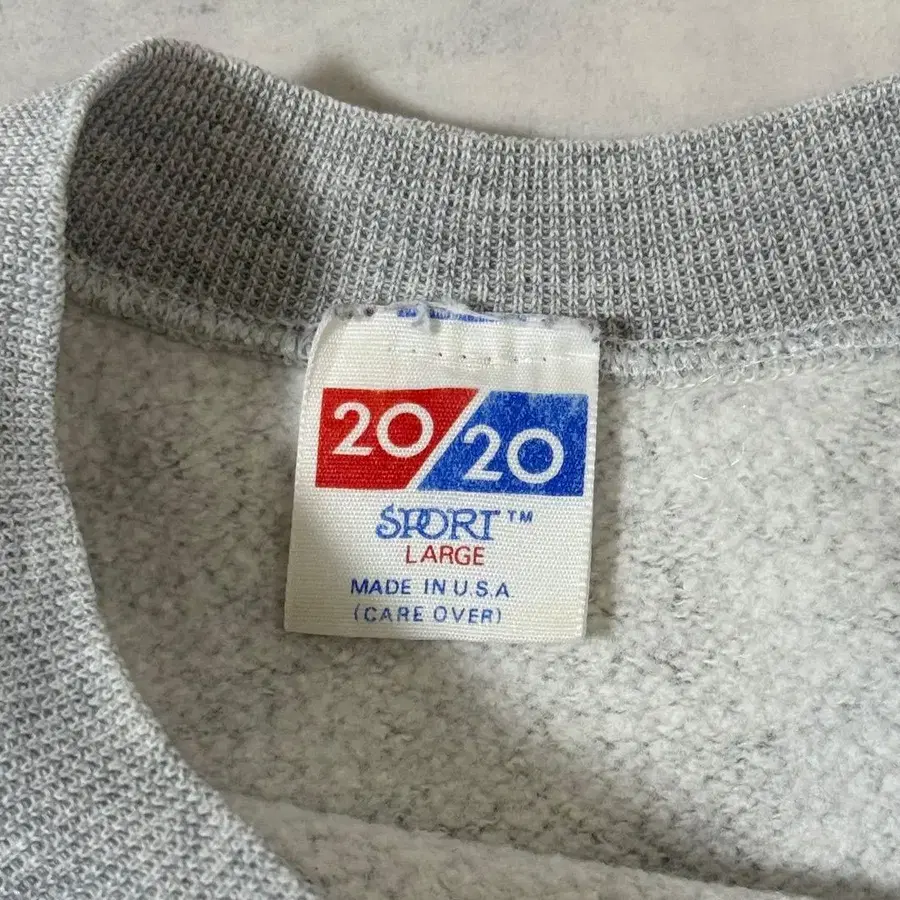 20/20
SPORT™
LARGE
MADE IN U.S.A
(CARE OVER)